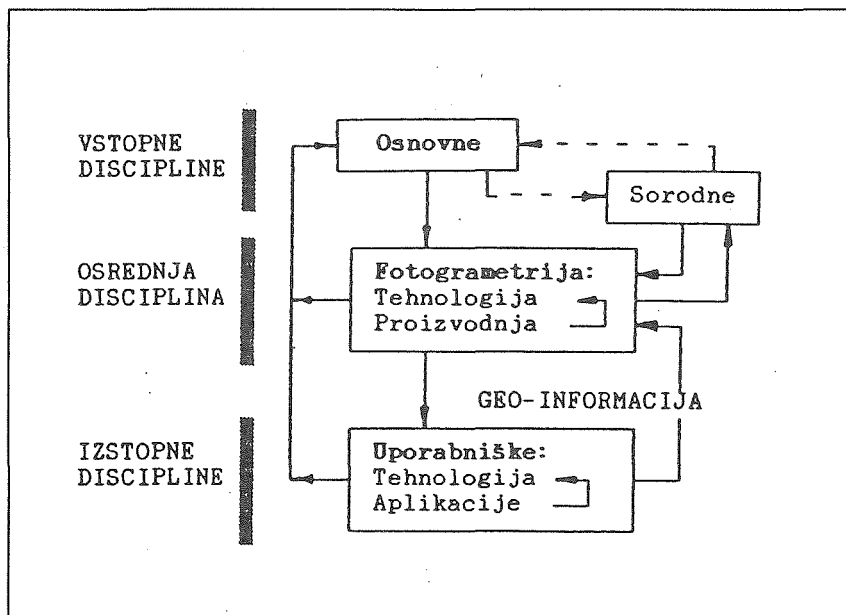 VSTOPNE
DISCIPLINE
Osnovne
Sorodne
OSREDNJA
DISCIPLINA
Fotogrametrija:
Tehnologija
Proizvodnja
GEO-INFORMACIJA
IZSTOPNE
DISCIPLINE
Uporabniške:
Tehnologija
Aplikacije